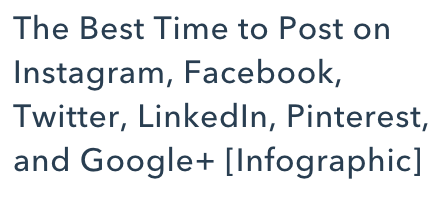 The Best Time to Post on
Instagram, Facebook,
Twitter, LinkedIn, Pinterest,
and Google+ [Infographic]